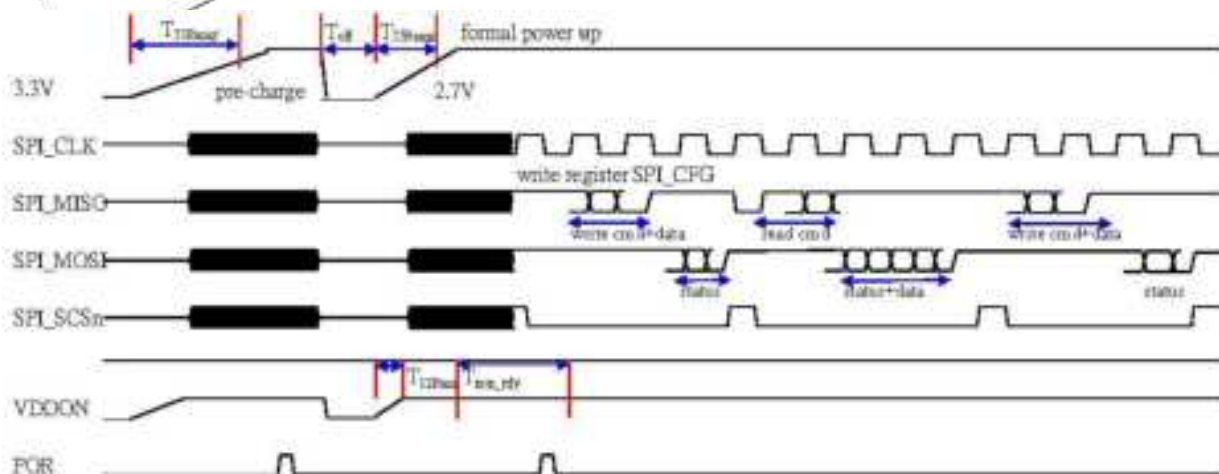 formal power up
3.3V pre-charge 2.7V
SPI_CLK
write register SPI_CFG
SPI_MISO
write cmd+data read cmd write cmd+data
SPI_MOSI
status status+data status
SPI_SCSn
VDDON
POR